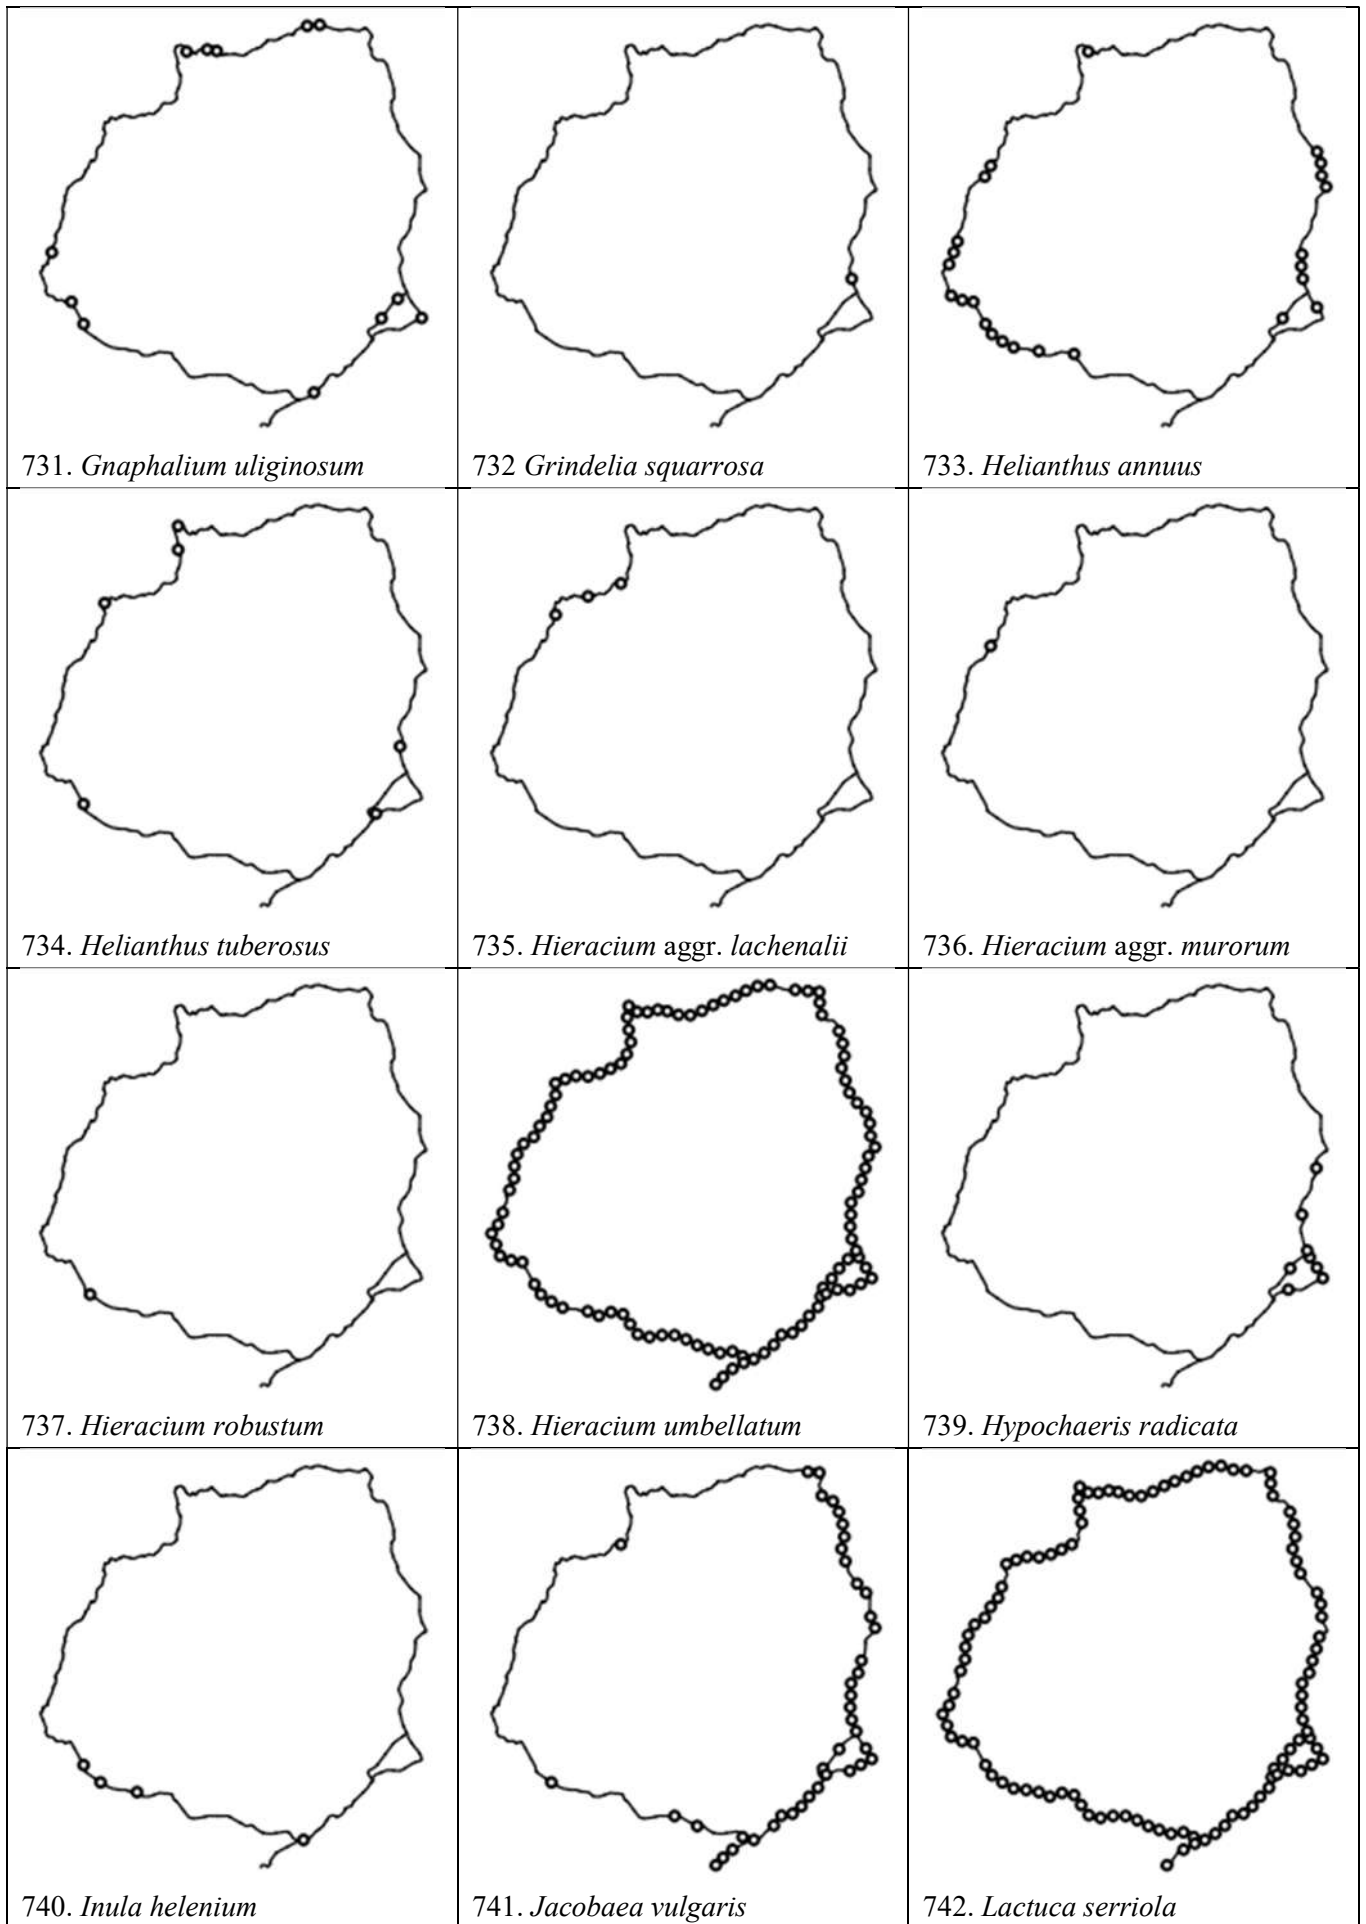 731. Gnaphalium uliginosum
732 Grindelia squarrosa
733. Helianthus annuus
734. Helianthus tuberosus
735. Hieracium aggr. lachenalii
736. Hieracium aggr. murorum
737. Hieracium robustum
738. Hieracium umbellatum
739. Hypochaeris radicata
740. Inula helenium
741. Jacobaea vulgaris
742. Lactuca serriola